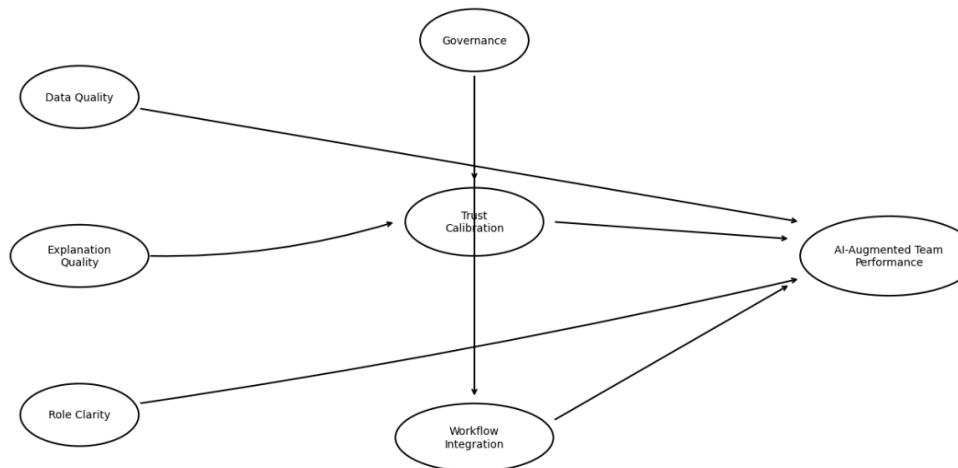 Governance
Data Quality
Trust
Calibration
Explanation
Quality
AI-Augmented Team
Performance
Role Clarity
Workflow
Integration